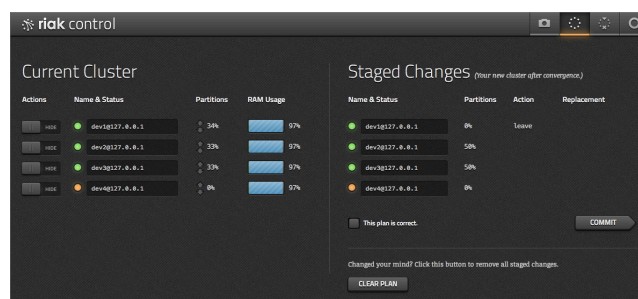 riak control
Current Cluster
Actions Name & Status Partitions RAM Usage
HIDE dev1@127.0.0.1 34% 97%
HIDE dev2@127.0.0.1 33% 97%
HIDE dev3@127.0.0.1 33% 97%
HIDE dev4@127.0.0.1 0% 97%
Staged Changes (Your new cluster after convergence.)
Name & Status Partitions Action Replacement
dev1@127.0.0.1 0% leave
dev2@127.0.0.1 50%
dev3@127.0.0.1 50%
dev4@127.0.0.1 0%
This plan is correct. COMMIT
Changed your mind? Click this button to remove all staged changes.
CLEAR PLAN